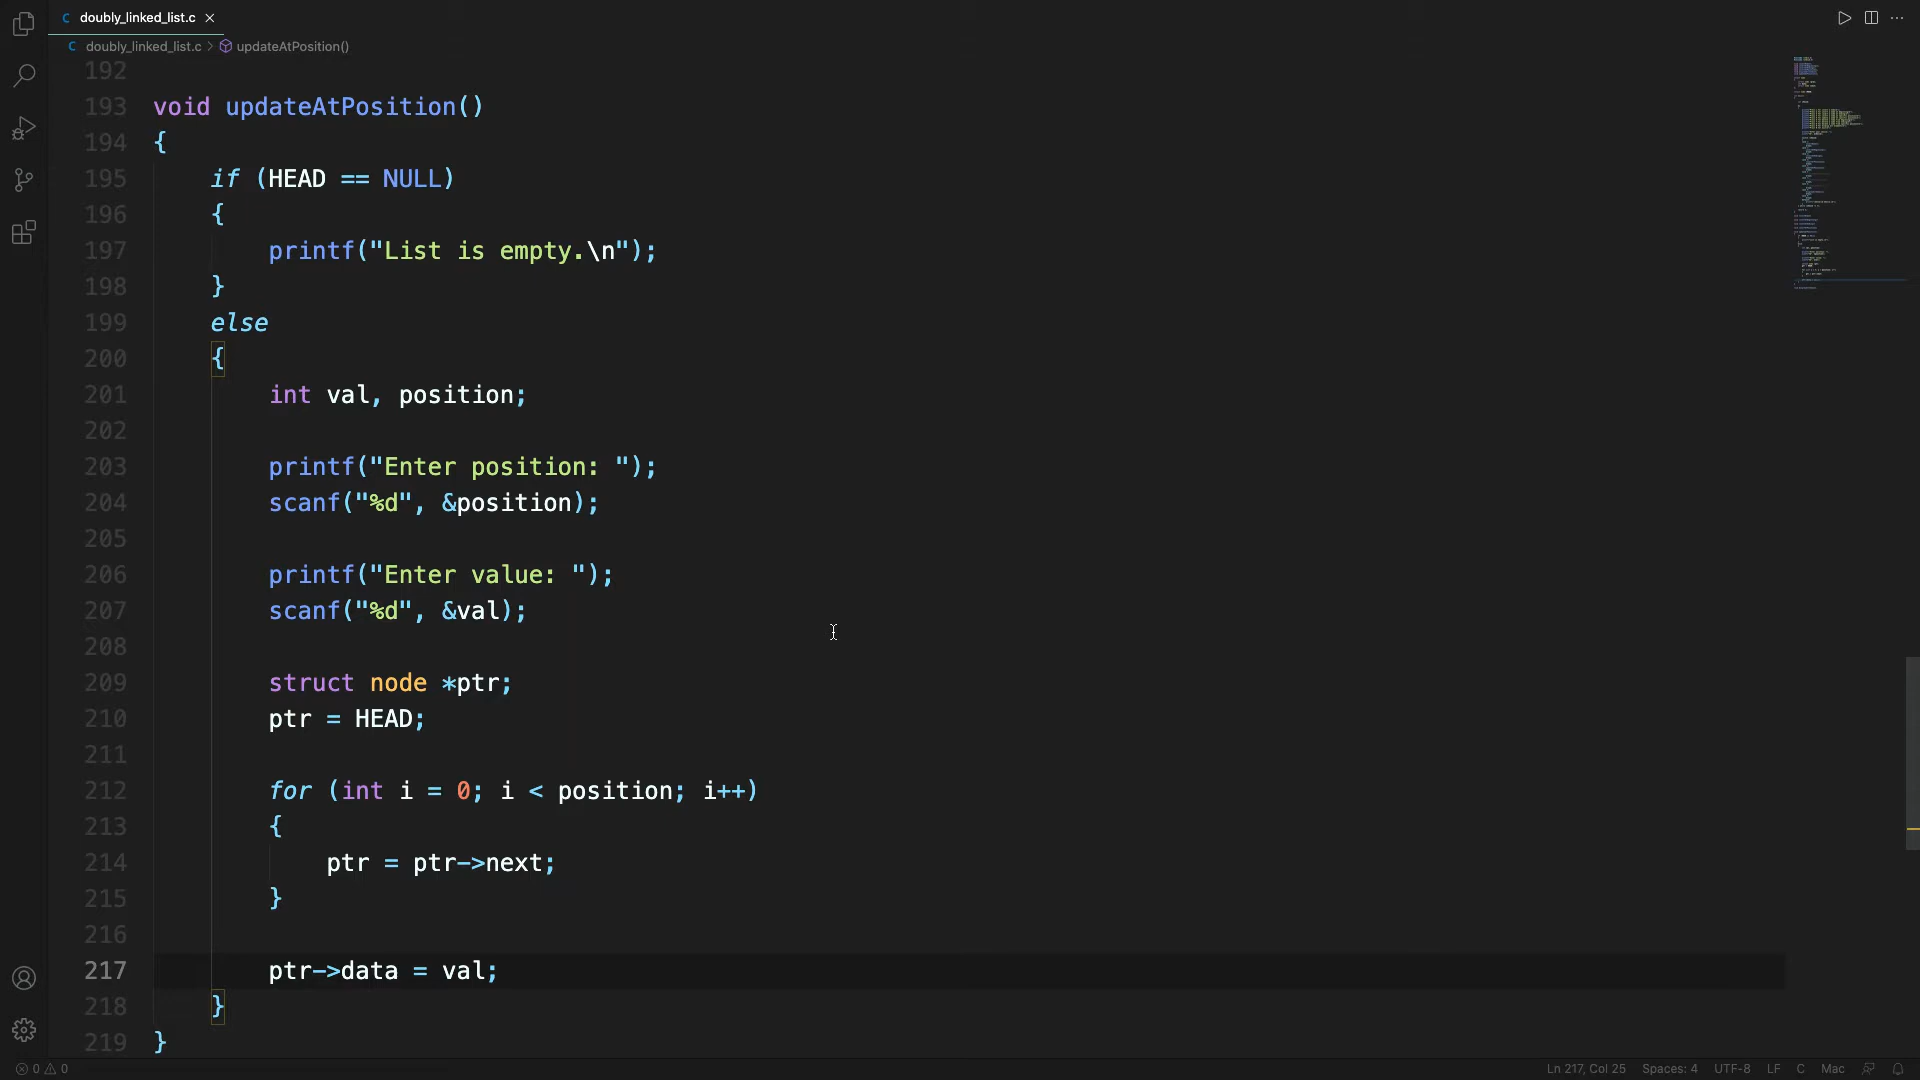 doubly_linked_list.c
doubly_linked_list.c > updateAtPosition()
192
193 void updateAtPosition()
194 {
195     if (HEAD == NULL)
196     {
197         printf("List is empty.\n");
198     }
199     else
200     {
201         int val, position;
202
203         printf("Enter position: ");
204         scanf("%d", &position);
205
206         printf("Enter value: ");
207         scanf("%d", &val);
208
209         struct node *ptr;
210         ptr = HEAD;
211
212         for (int i = 0; i < position; i++)
213         {
214             ptr = ptr->next;
215         }
216
217         ptr->data = val;
218     }
219 }
0 0 Ln 217, Col 25 Spaces: 4 UTF-8 LF C Mac